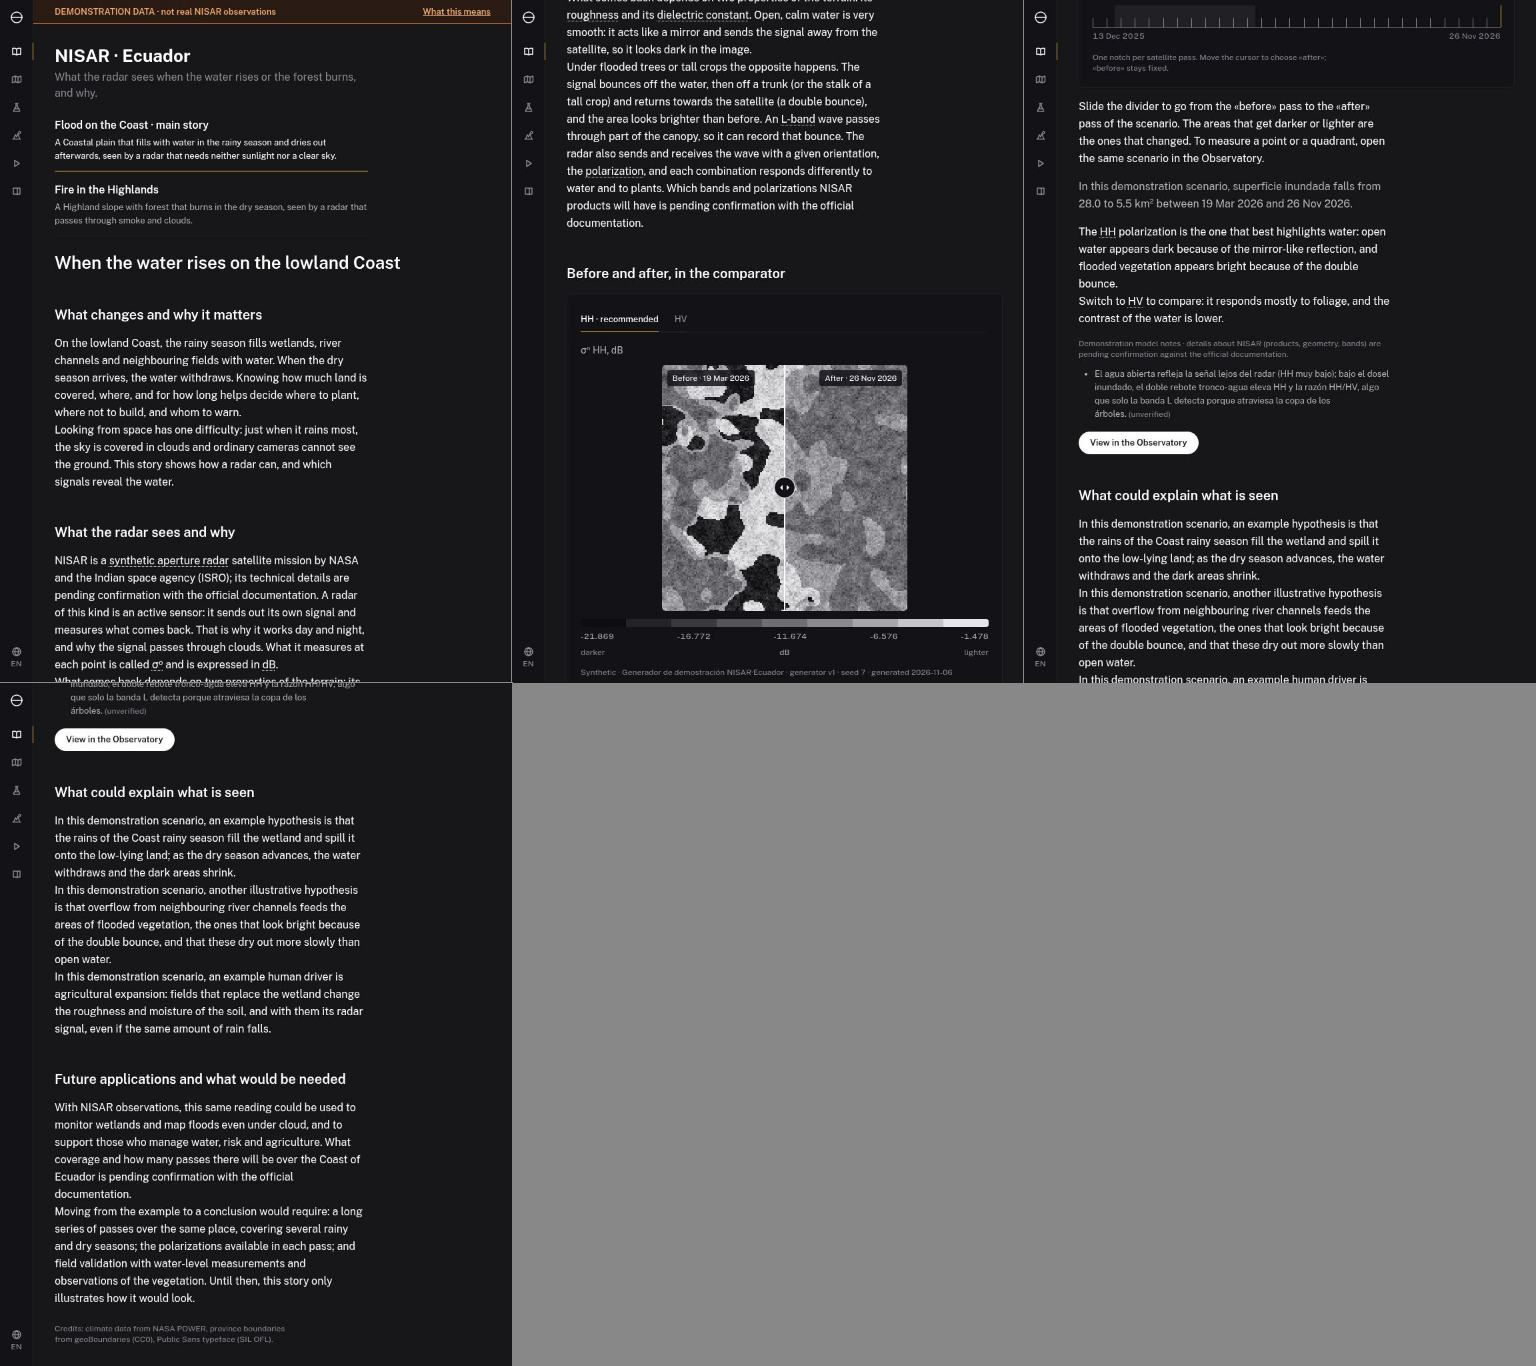 DEMONSTRATION DATA · not real NISAR observations
What this means
NISAR · Ecuador
What the radar sees when the water rises or the forest burns,
and why.
Flood on the Coast · main story
A Coastal plain that fills with water in the rainy season and dries out
afterwards, seen by a radar that needs neither sunlight nor a clear sky.
Fire in the Highlands
A Highland slope with forest that burns in the dry season, seen by a radar that
passes through smoke and clouds.
When the water rises on the lowland Coast
What changes and why it matters
On the lowland Coast, the rainy season fills wetlands, river
channels and neighbouring fields with water. When the dry
season arrives, the water withdraws. Knowing how much land is
covered, where, and for how long helps decide where to plant,
where not to build, and whom to warn.
Looking from space has one difficulty: just when it rains most,
the sky is covered in clouds and ordinary cameras cannot see
the ground. This story shows how a radar can, and which
signals reveal the water.
What the radar sees and why
NISAR is a synthetic aperture radar satellite mission by NASA
and the Indian space agency (ISRO); its technical details are
pending confirmation with the official documentation. A radar
of this kind is an active sensor: it sends out its own signal and
measures what comes back. That is why it works day and night,
and why the signal passes through clouds. What it measures at
each point is called σ⁰ and is expressed in dB.
What comes back depends on two properties of the terrain: its
EN
roughness and its dielectric constant. Open, calm water is very
smooth: it acts like a mirror and sends the signal away from the
satellite, so it looks dark in the image.
Under flooded trees or tall crops the opposite happens. The
signal bounces off the water, then off a trunk (or the stalk of a
tall crop) and returns towards the satellite (a double bounce),
and the area looks brighter than before. An L-band wave passes
through part of the canopy, so it can record that bounce. The
radar also sends and receives the wave with a given orientation,
the polarization, and each combination responds differently to
water and to plants. Which bands and polarizations NISAR
products will have is pending confirmation with the official
documentation.
Before and after, in the comparator
HH · recommended
HV
σ⁰ HH, dB
Before · 19 Mar 2026
After · 26 Nov 2026
-21.869
-16.772
-11.674
-6.576
-1.478
darker
dB
lighter
Synthetic · Generador de demostración NISAR-Ecuador · generator v1 · seed 7 · generated 2026-11-06
EN
13 Dec 2025
26 Nov 2026
One notch per satellite pass. Move the cursor to choose «after»;
«before» stays fixed.
Slide the divider to go from the «before» pass to the «after»
pass of the scenario. The areas that get darker or lighter are
the ones that changed. To measure a point or a quadrant, open
the same scenario in the Observatory.
In this demonstration scenario, superficie inundada falls from
28.0 to 5.5 km² between 19 Mar 2026 and 26 Nov 2026.
The HH polarization is the one that best highlights water: open
water appears dark because of the mirror-like reflection, and
flooded vegetation appears bright because of the double
bounce.
Switch to HV to compare: it responds mostly to foliage, and the
contrast of the water is lower.
Demonstration model notes · details about NISAR (products, geometry, bands) are
pending confirmation against the official documentation.
• El agua abierta refleja la señal lejos del radar (HH muy bajo); bajo el dosel
inundado, el doble rebote tronco-agua eleva HH y la razón HH/HV, algo
que solo la banda L detecta porque atraviesa la copa de los
árboles. (unverified)
View in the Observatory
What could explain what is seen
In this demonstration scenario, an example hypothesis is that
the rains of the Coast rainy season fill the wetland and spill it
onto the low-lying land; as the dry season advances, the water
withdraws and the dark areas shrink.
In this demonstration scenario, another illustrative hypothesis
is that overflow from neighbouring river channels feeds the
areas of flooded vegetation, the ones that look bright because
of the double bounce, and that these dry out more slowly than
open water.
In this demonstration scenario, an example human driver is
EN
inundado, el doble rebote tronco-agua eleva HH y la razón HH/HV, algo
que solo la banda L detecta porque atraviesa la copa de los
árboles. (unverified)
View in the Observatory
What could explain what is seen
In this demonstration scenario, an example hypothesis is that
the rains of the Coast rainy season fill the wetland and spill it
onto the low-lying land; as the dry season advances, the water
withdraws and the dark areas shrink.
In this demonstration scenario, another illustrative hypothesis
is that overflow from neighbouring river channels feeds the
areas of flooded vegetation, the ones that look bright because
of the double bounce, and that these dry out more slowly than
open water.
In this demonstration scenario, an example human driver is
agricultural expansion: fields that replace the wetland change
the roughness and moisture of the soil, and with them its radar
signal, even if the same amount of rain falls.
Future applications and what would be needed
With NISAR observations, this same reading could be used to
monitor wetlands and map floods even under cloud, and to
support those who manage water, risk and agriculture. What
coverage and how many passes there will be over the Coast of
Ecuador is pending confirmation with the official
documentation.
Moving from the example to a conclusion would require: a long
series of passes over the same place, covering several rainy
and dry seasons; the polarizations available in each pass; and
field validation with water-level measurements and
observations of the vegetation. Until then, this story only
illustrates how it would look.
Credits: climate data from NASA POWER, province boundaries
from geoBoundaries (CC0), Public Sans typeface (SIL OFL).
EN